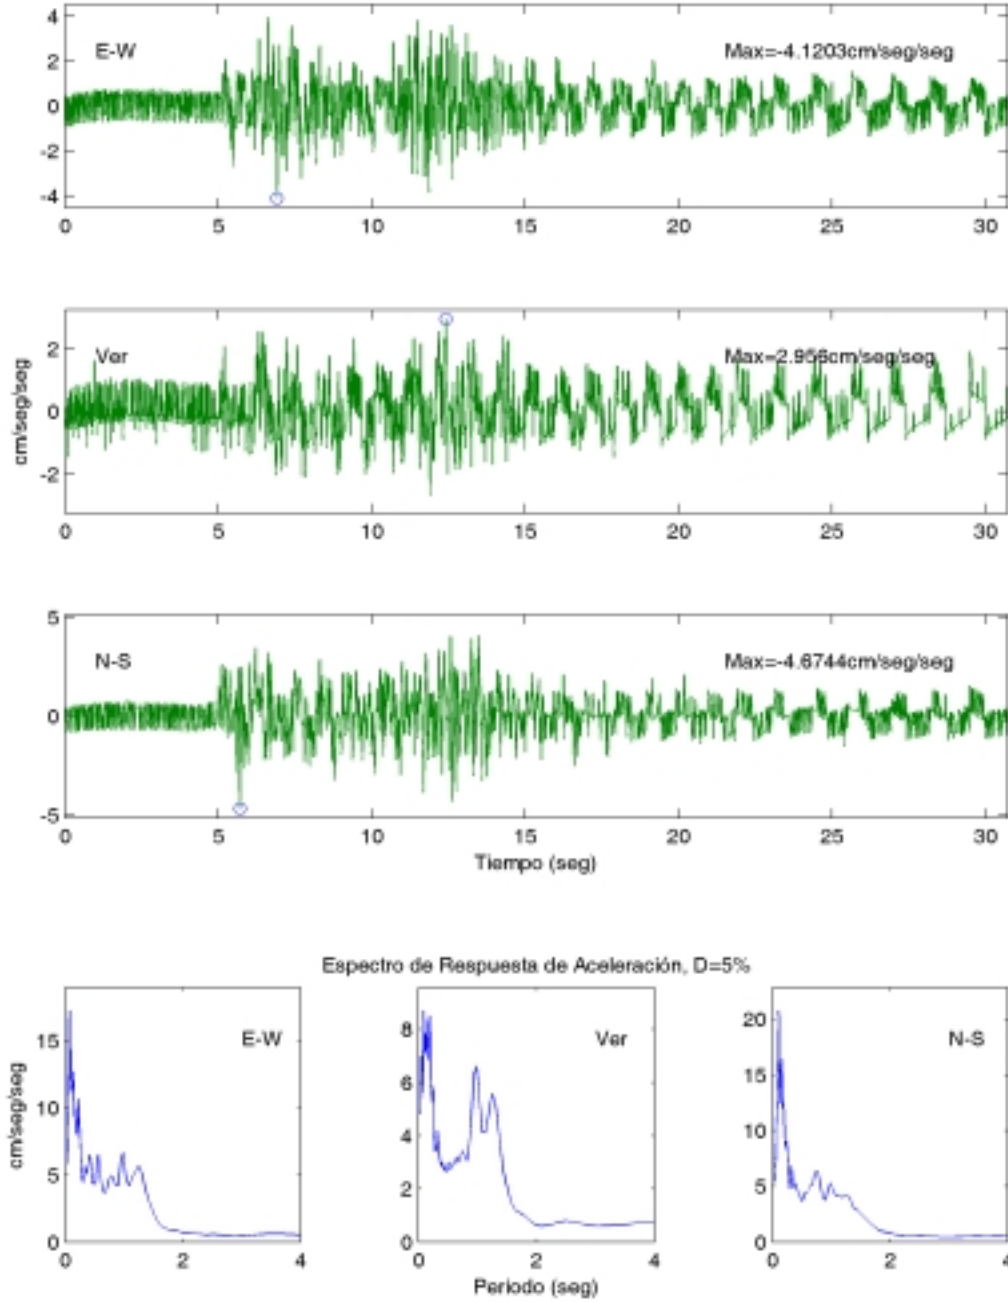 4
2
0
-2
-4
E-W
Max=-4.1203cm/seg/seg
0 5 10 15 20 25 30
2
0
-2
cm/seg/seg
Ver
Max=2.956cm/seg/seg
0 5 10 15 20 25 30
5
0
-5
N-S
Max=-4.6744cm/seg/seg
0 5 10 15 20 25 30
Tiempo (seg)
Espectro de Respuesta de Aceleración, D=5%
cm/seg/seg
15
10
5
0
E-W
0 2 4
8
6
4
2
0
Ver
0 2 4
20
15
10
5
0
N-S
0 2 4
Periodo (seg)